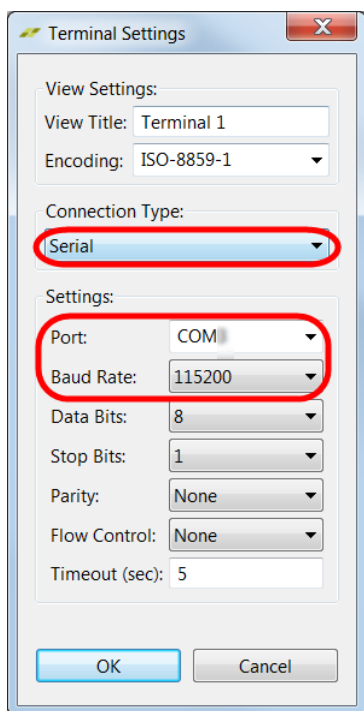 Terminal Settings
View Settings:
View Title: Terminal 1
Encoding: ISO-8859-1
Connection Type:
Serial
Settings:
Port: COM
Baud Rate: 115200
Data Bits: 8
Stop Bits: 1
Parity: None
Flow Control: None
Timeout (sec): 5
OK Cancel